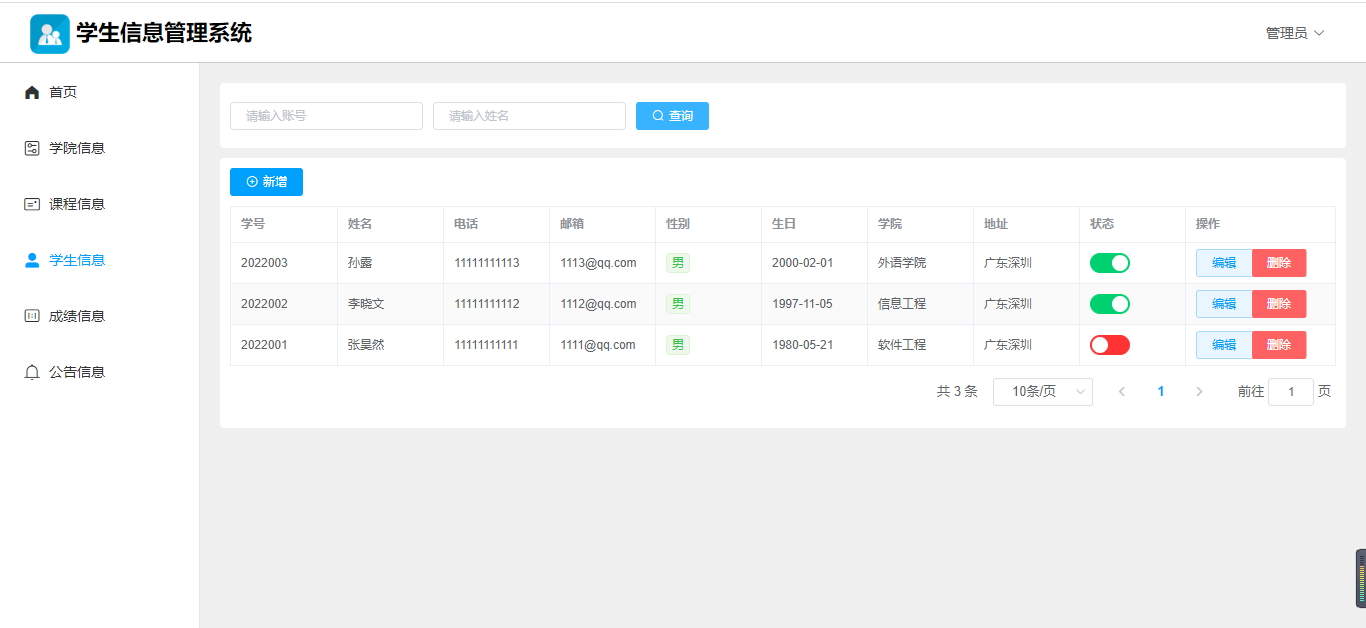 学生信息管理系统
管理员
首页
学院信息
课程信息
学生信息
成绩信息
公告信息
请输入账号 请输入姓名 查询
新增
学号 姓名 电话 邮箱 性别 生日 学院 地址 状态 操作
2022003 孙露 11111111113 1113@qq.com 男 2000-02-01 外语学院 广东深圳 编辑 删除
2022002 李晓文 11111111112 1112@qq.com 男 1997-11-05 信息工程 广东深圳 编辑 删除
2022001 张昊然 11111111111 1111@qq.com 男 1980-05-21 软件工程 广东深圳 编辑 删除
共 3 条 10条/页 1 前往 1 页